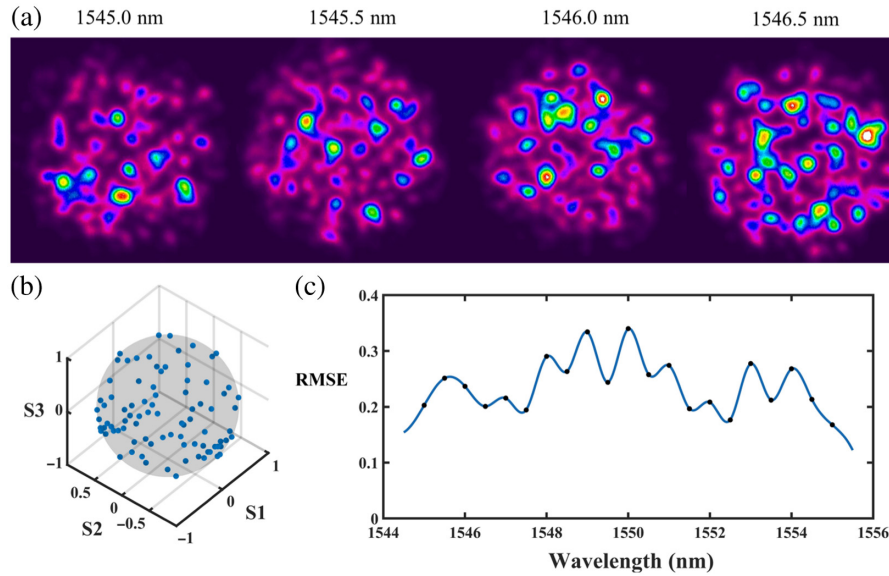 (a) 1545.0 nm 1545.5 nm 1546.0 nm 1546.5 nm
(b)
1
S3 0
−1
0.5
0
−0.5
−1
S2
S1
0
1
(c)
0.4
0.3
RMSE
0.2
0.1
0
1544 1546 1548 1550 1552 1554 1556
Wavelength (nm)